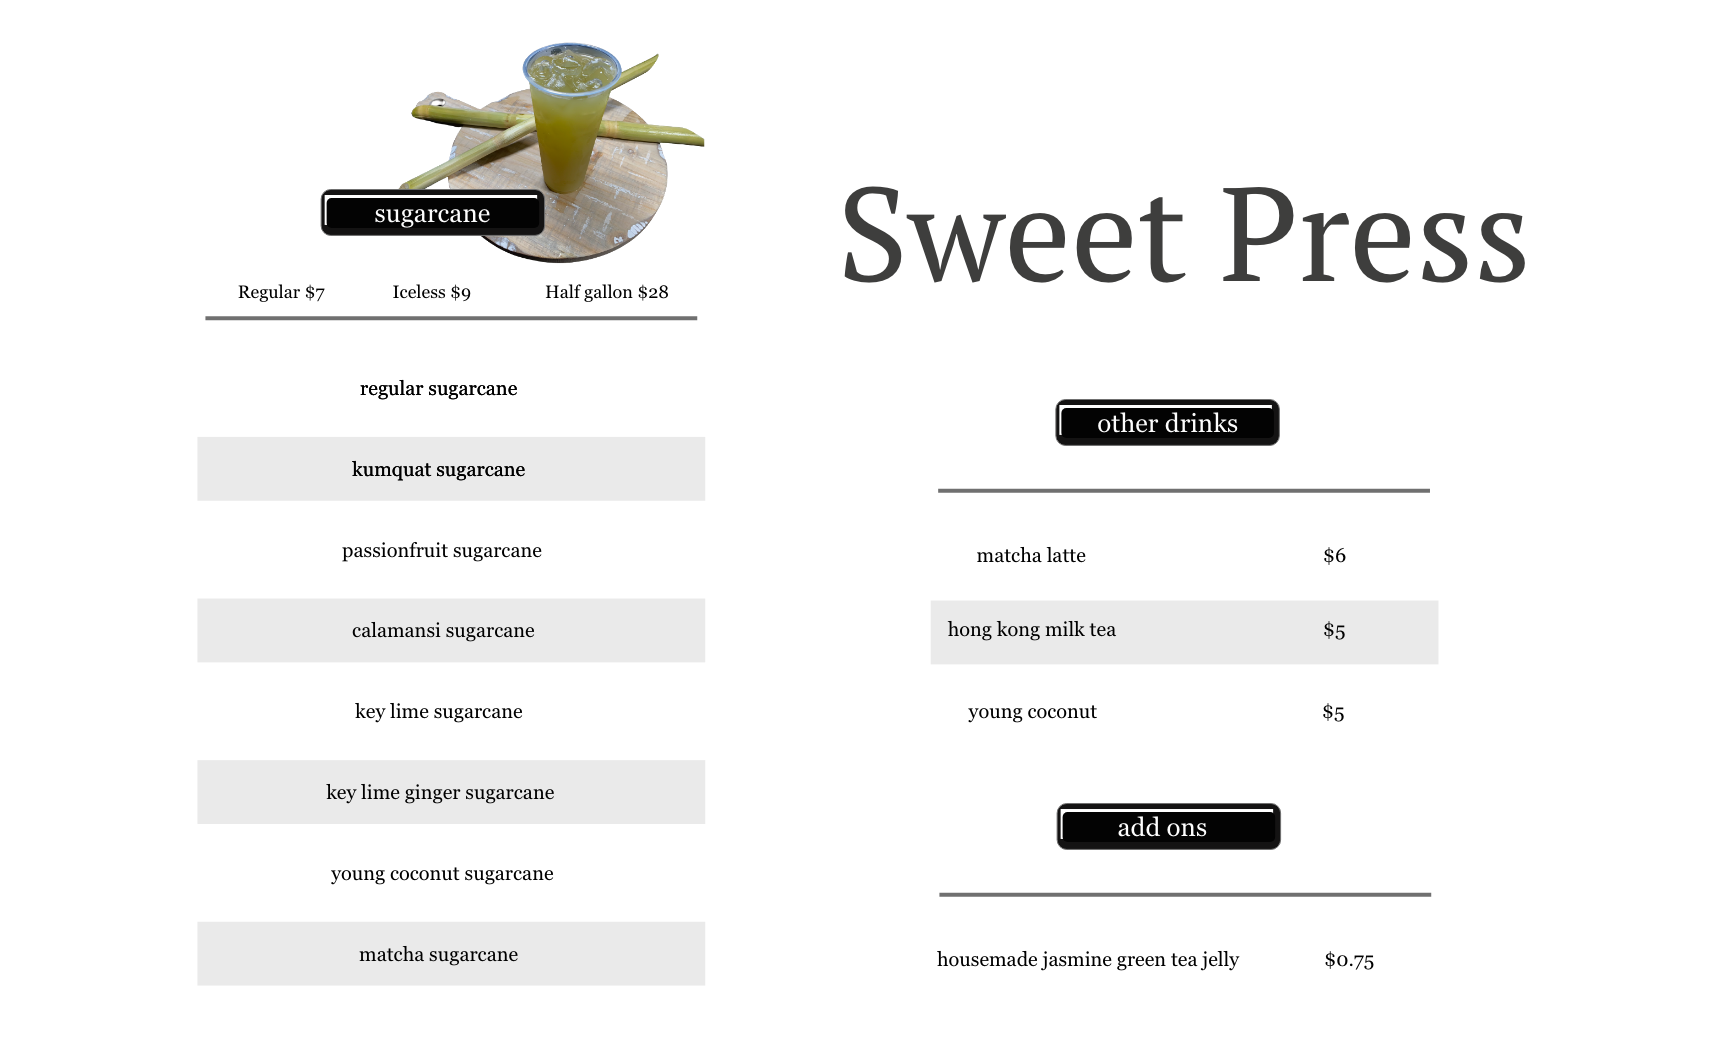 sugarcane
Regular $7 Iceless $9 Half gallon $28
regular sugarcane
kumquat sugarcane
passionfruit sugarcane
calamansi sugarcane
key lime sugarcane
key lime ginger sugarcane
young coconut sugarcane
matcha sugarcane
Sweet Press
other drinks
matcha latte $6
hong kong milk tea $5
young coconut $5
add ons
housemade jasmine green tea jelly $0.75